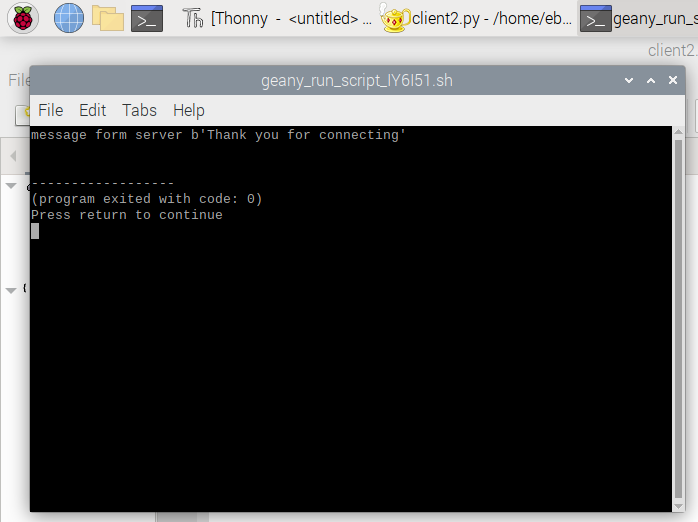 [Thonny - <untitled> ...
client2.py - /home/eb...
geany_run_s
client2.
File
geany_run_script_IY6I51.sh
File Edit Tabs Help
message form server b'Thank you for connecting'
------------------
(program exited with code: 0)
Press return to continue